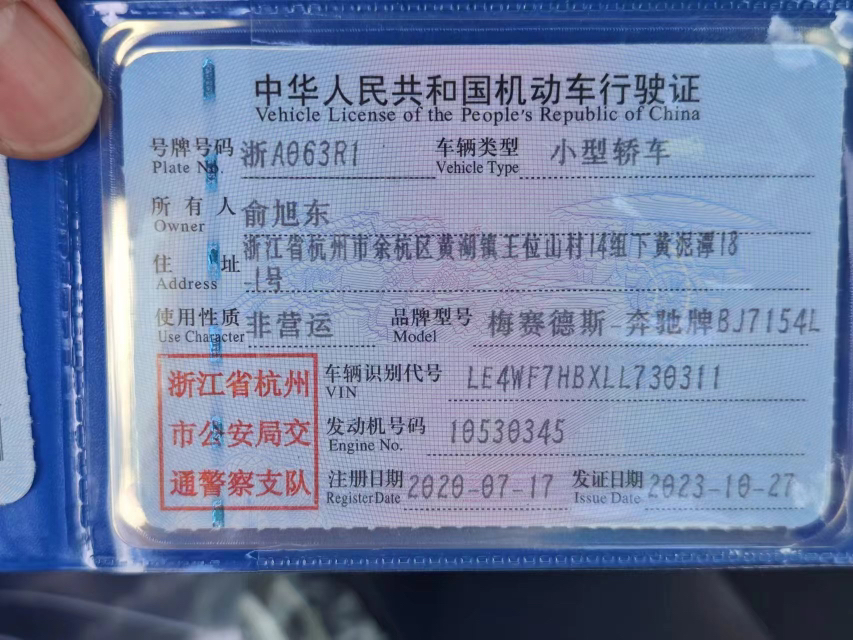 中华人民共和国机动车行驶证
Vehicle License of the People's Republic of China
号牌号码 浙A063R1 车辆类型 小型轿车
Plate No. Vehicle Type
所有人 俞旭东
Owner
住址 浙江省杭州市余杭区黄湖镇王位山村14组下黄泥潭18
Address -1号
使用性质 非营运 品牌型号 梅赛德斯-奔驰牌BJ7154L
Use Character Model
浙江省杭州 车辆识别代号 LE4WF7HBXLL730311
VIN
市公安局交 发动机号码 10530345
Engine No.
通警察支队 注册日期 2020-07-17 发证日期 2023-10-27
Register Date Issue Date